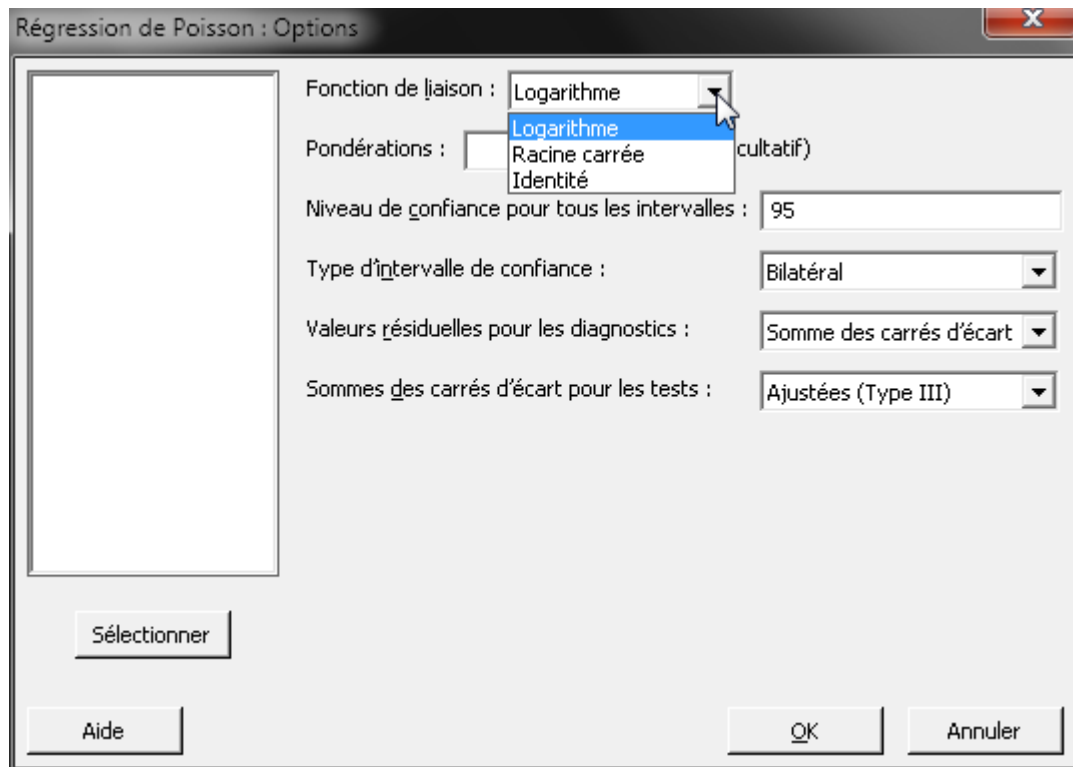 Régression de Poisson : Options
Fonction de liaison : Logarithme
Logarithme
Racine carrée
Identité
Pondérations : cultatif)
Niveau de confiance pour tous les intervalles : 95
Type d'intervalle de confiance : Bilatéral
Valeurs résiduelles pour les diagnostics : Somme des carrés d'écart
Sommes des carrés d'écart pour les tests : Ajustées (Type III)
Sélectionner
Aide OK Annuler